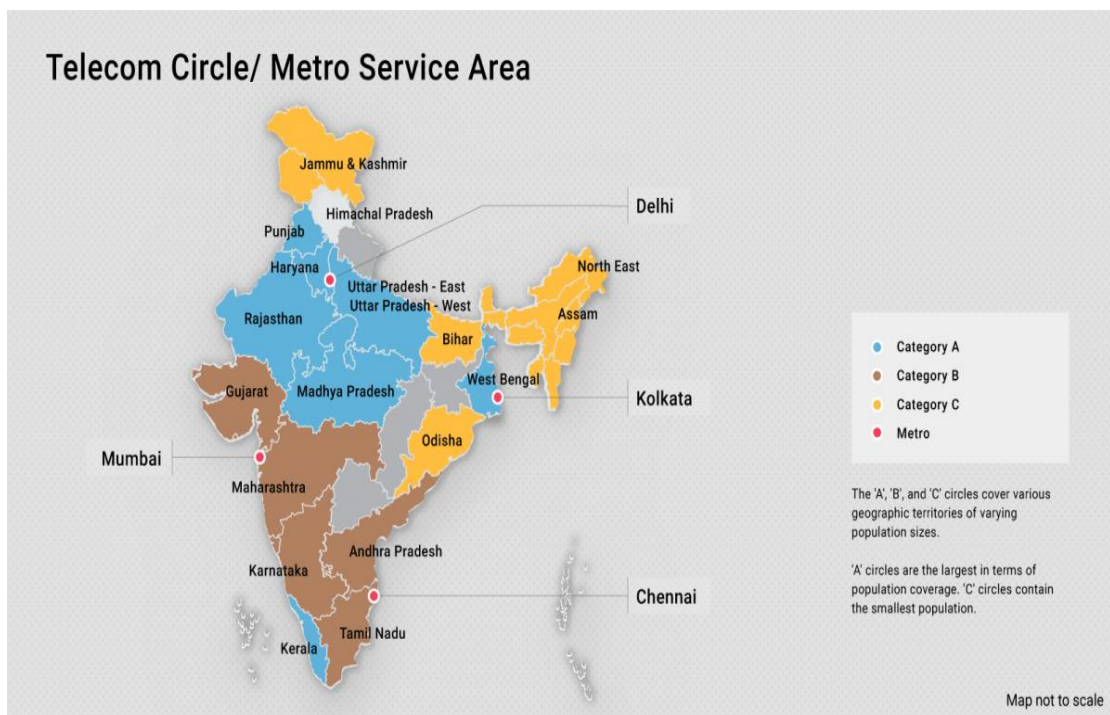 Telecom Circle/ Metro Service Area
Jammu & Kashmir
Himachal Pradesh
Delhi
Punjab
Haryana
North East
Uttar Pradesh - East
Uttar Pradesh - West
Assam
Rajasthan
Bihar
West Bengal
Gujarat
Madhya Pradesh
Kolkata
Odisha
Mumbai
Maharashtra
Andhra Pradesh
Karnataka
Chennai
Tamil Nadu
Kerala
Category A
Category B
Category C
Metro
The 'A', 'B', and 'C' circles cover various
geographic territories of varying
population sizes.
'A' circles are the largest in terms of
population coverage. 'C' circles contain
the smallest population.
Map not to scale